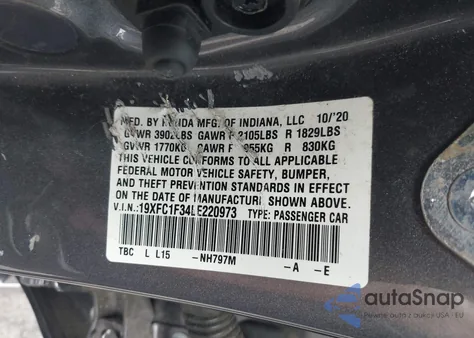 MFD. BY HONDA MFG. OF INDIANA, LLC 10/'20
GVWR LBS GAWR F 2105LBS R 1829LBS
GVWR 1770KG GAWR F 955KG R 830KG
THIS VEHICLE CONFORMS TO ALL APPLICABLE
FEDERAL MOTOR VEHICLE SAFETY, BUMPER,
AND THEFT PREVENTION STANDARDS IN EFFECT
ON THE DATE OF MANUFACTURE SHOWN ABOVE.
V.I.N.:19XFC1F34LE220973 TYPE: PASSENGER CAR
TBC L L15 -NH797M -A -E
autaSnap